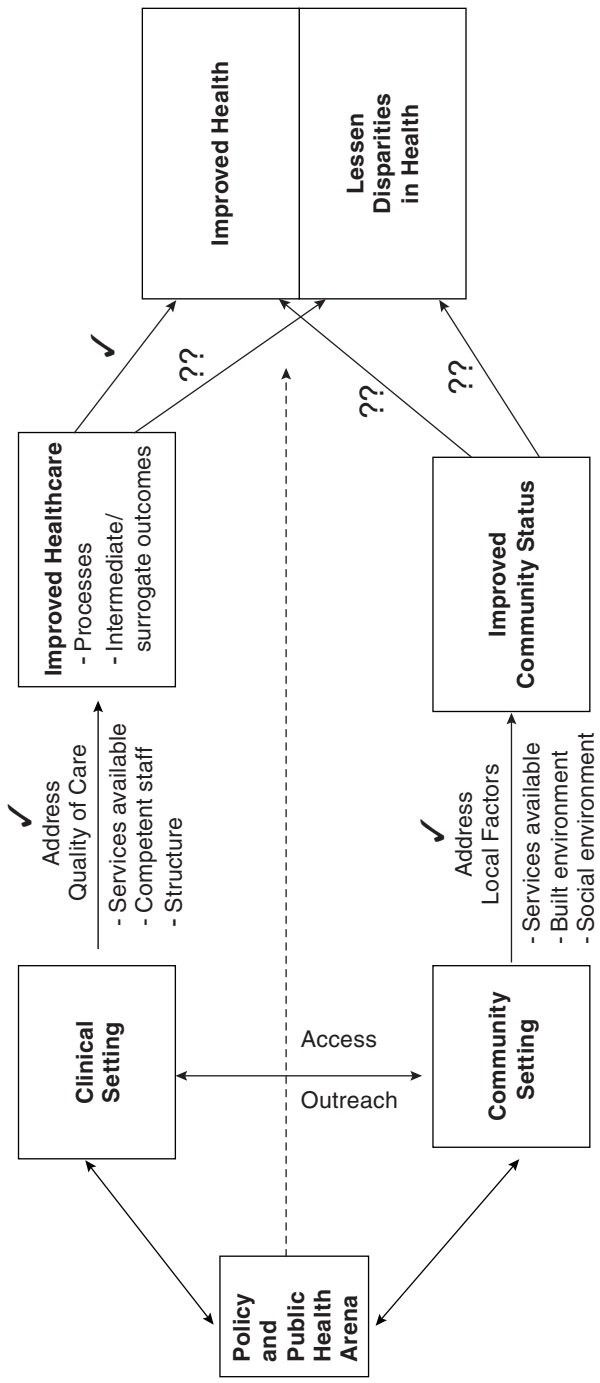 Policy
and
Public
Health
Arena
Clinical
Setting
Access
Outreach
Community
Setting
Address
Quality of Care
- Services available
- Competent staff
- Structure
Address
Local Factors
- Services available
- Built environment
- Social environment
Improved Healthcare
- Processes
- Intermediate/
surrogate outcomes
Improved
Community Status
??
??
??
Improved Health
Lessen
Disparities
in Health